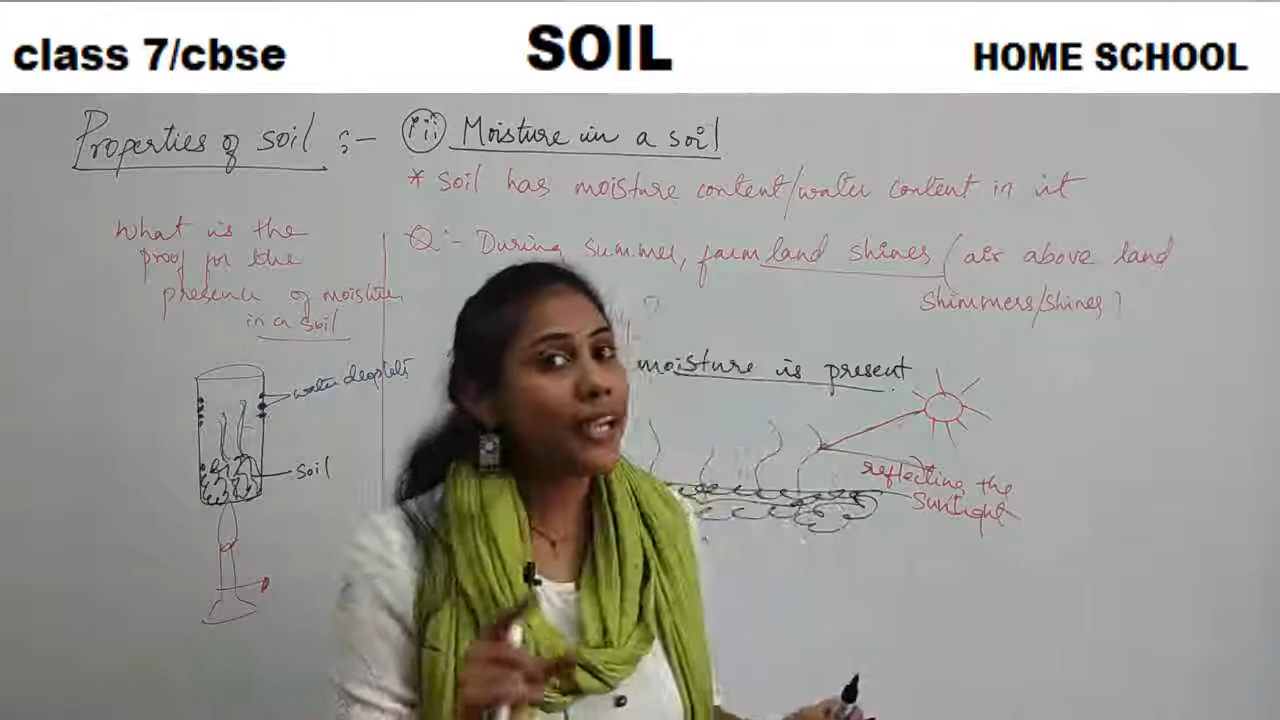 class 7/cbse
SOIL
HOME SCHOOL
Properties of soil :- (ii) Moisture in a soil
* Soil has moisture content/water content in it
What is the
proof for the
presence of moisture
in a soil
Q:- During summer, farm land shines (air above land
shimmers/shines)
moisture is present
water droplets
soil
reflecting the
sunlight